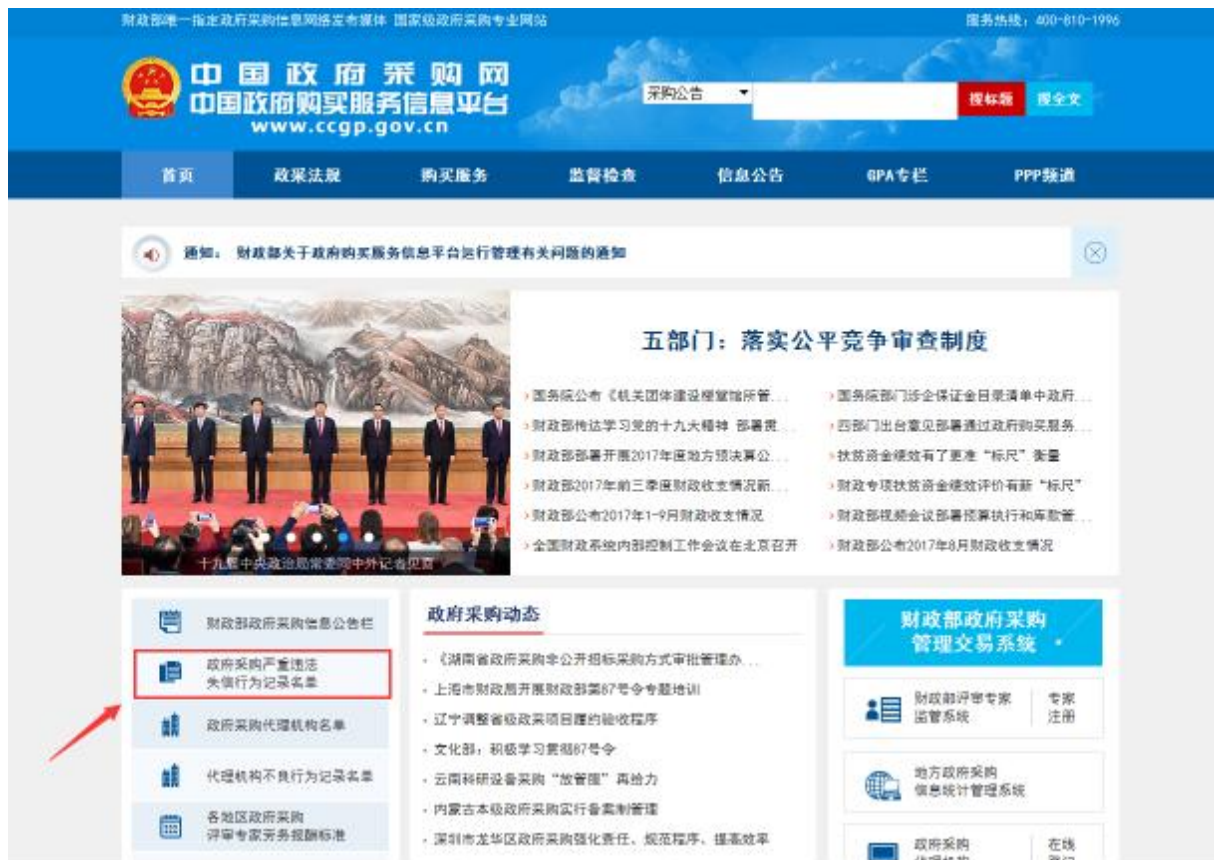 财政部唯一指定政府采购信息网络发布媒体 国家级政府采购专业网站
服务热线：400-810-1996
中国政府采购网
中国政府购买服务信息平台
www.ccgp.gov.cn
采购公告
搜标题 搜全文
首页 政采法规 购买服务 监督检查 信息公告 GPA专栏 PPP频道
通知： 财政部关于政府购买服务信息平台运行管理有关问题的通知
五部门：落实公平竞争审查制度
国务院公布《机关团体建设楼堂馆所管...
财政部传达学习党的十九大精神 部署贯...
财政部部署开展2017年度地方预决算公...
财政部2017年前三季度财政收支情况新...
财政部公布2017年1-9月财政收支情况
全国财政系统内部控制工作会议在北京召开
国务院部门涉企保证金目录清单中政府...
四部门出台意见部署通过政府购买服务...
扶贫资金绩效有了更准“标尺”衡量
财政专项扶贫资金绩效评价有新“标尺”
财政部视频会议部署预算执行和库款管...
财政部公布2017年8月财政收支情况
十九届中央政治局常委同中外记者见面
财政部政府采购信息公告栏
政府采购严重违法
失信行为记录名单
政府采购代理机构名单
代理机构不良行为记录名单
各地区政府采购
评审专家劳务报酬标准
政府采购动态
《湖南省政府采购非公开招标采购方式审批管理办...
上海市财政局开展财政部第87号令专题培训
辽宁调整省级政采项目履约验收程序
文化部：积极学习贯彻87号令
云南科研设备采购“放管服”再给力
内蒙古本级政府采购实行备案制管理
深圳市龙华区政府采购强化责任、规范程序、提高效率
财政部政府采购
管理交易系统
财政部评审专家
监管系统
专家
注册
地方政府采购
信息统计管理系统
政府采购
在线